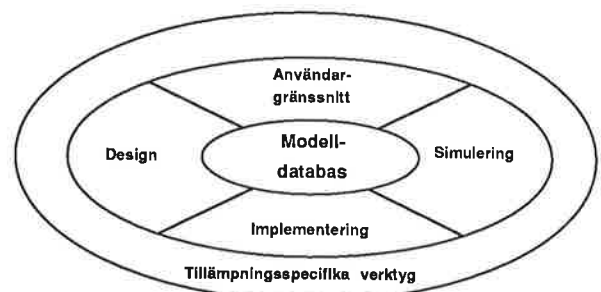 Användar-
gränssnitt
Design
Modell-
databas
Simulering
Implementering
Tillämpningsspecifika verktyg